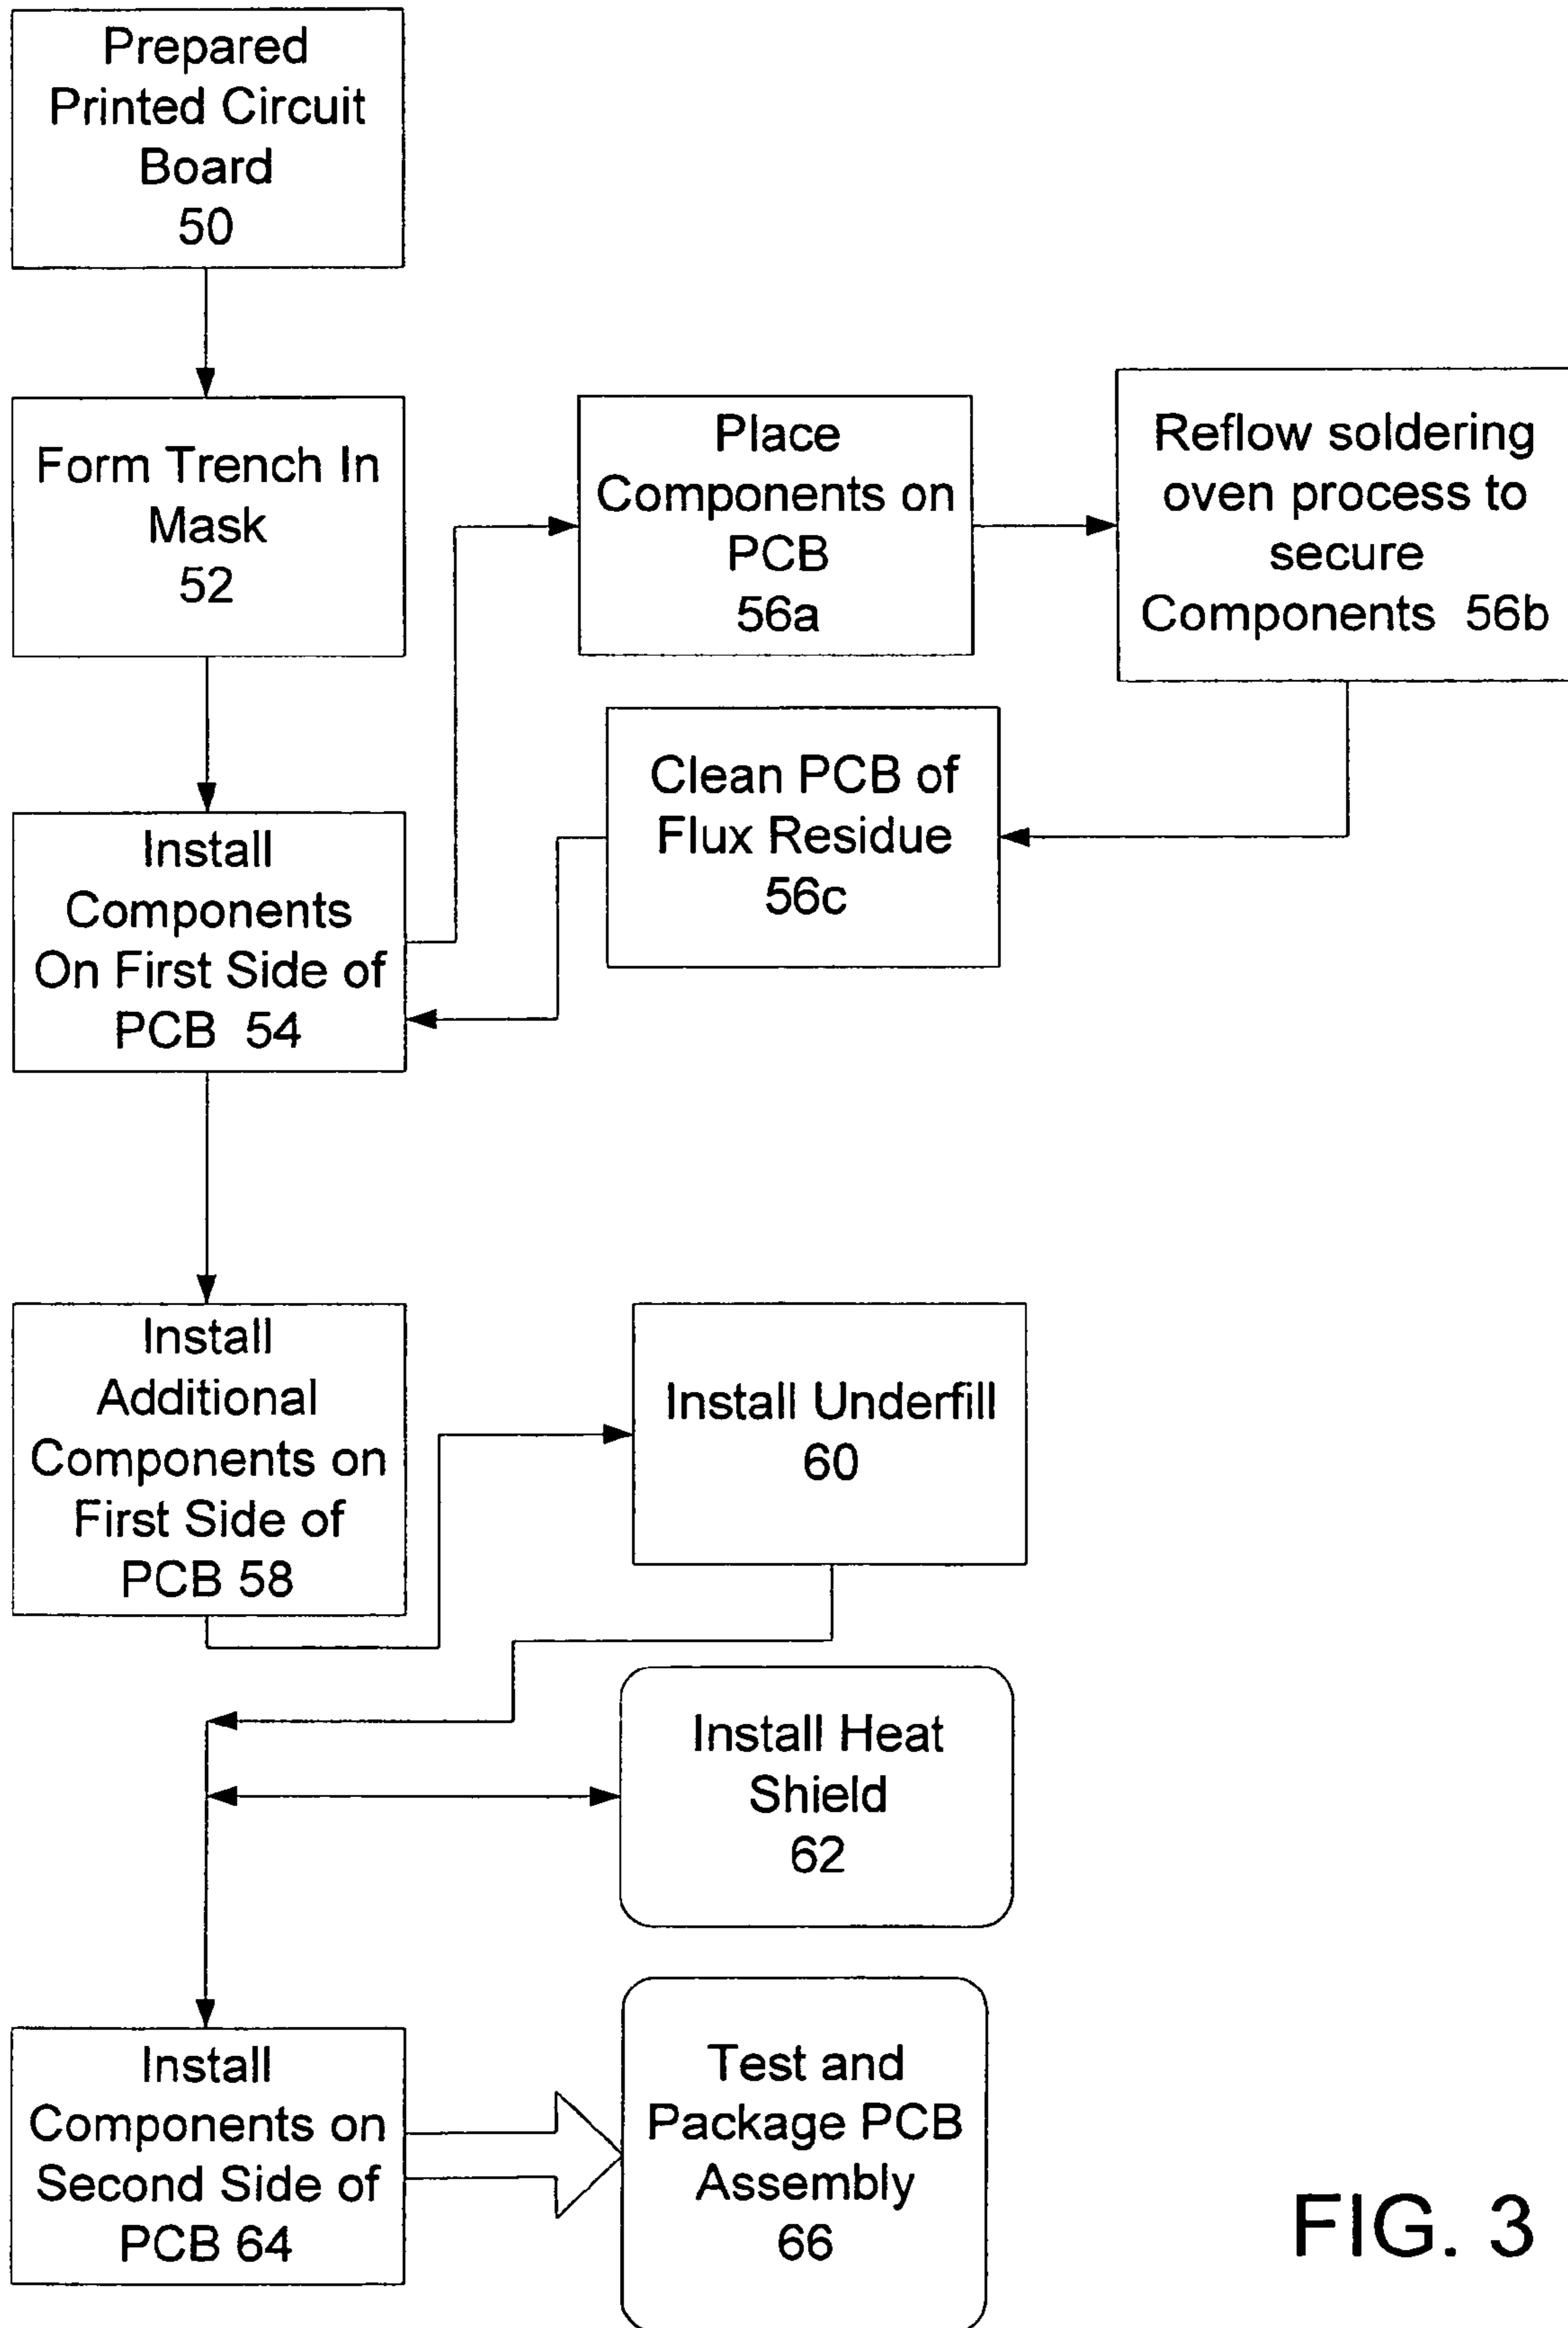 Prepared
Printed Circuit
Board
50
Form Trench In
Mask
52
Place
Components on
PCB
56a
Reflow soldering
oven process to
secure
Components 56b
Clean PCB of
Flux Residue
56c
Install
Components
On First Side of
PCB 54
Install
Additional
Components on
First Side of
PCB 58
Install Underfill
60
Install Heat
Shield
62
Install
Components on
Second Side of
PCB 64
Test and
Package PCB
Assembly
66
FIG. 3